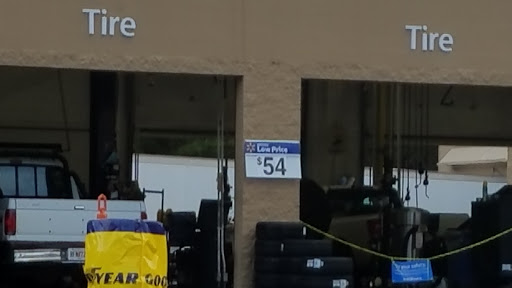 Tire
Tire
Low Price
$54
YEAR GOO